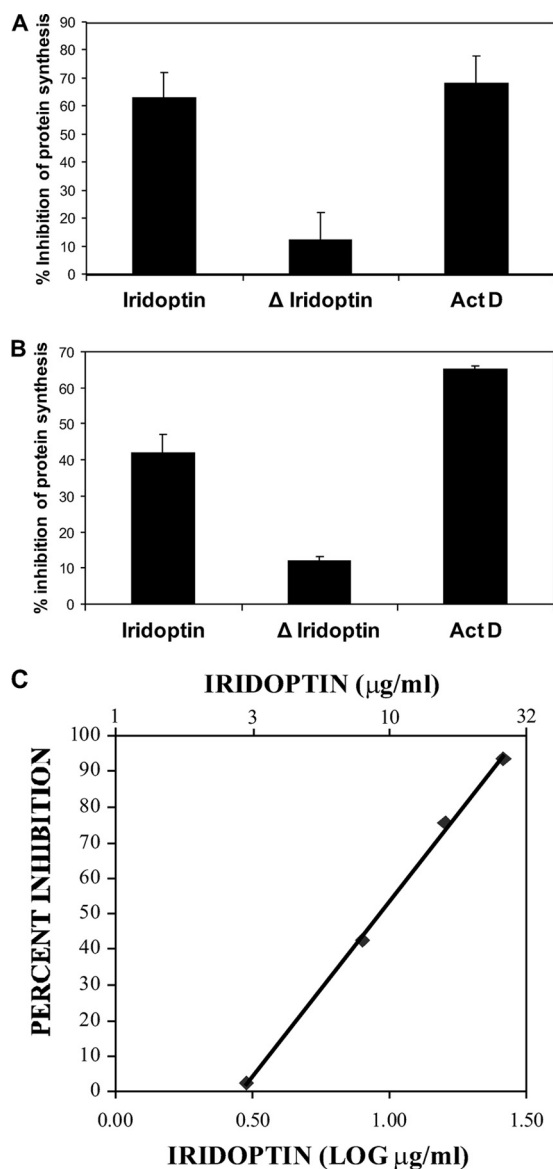 A
% Inhibition of protein synthesis
90
80
70
60
50
40
30
20
10
0
Iridoptin Δ Iridoptin Act D
B
% inhibition of protein synthesis
70
60
50
40
30
20
10
0
Iridoptin Δ Iridoptin Act D
C
IRIDOPTIN (μg/ml)
1 3 10 32
PERCENT INHIBITION
100
90
80
70
60
50
40
30
20
10
0
0.00 0.50 1.00 1.50
IRIDOPTIN (LOG μg/ml)